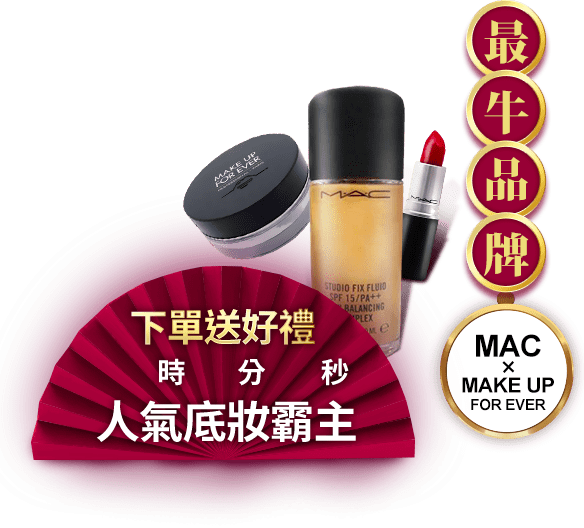 最
牛
品
牌
MAC
×
MAKE UP
FOR EVER
MAKE UP
FOR EVER
MAC
STUDIO FIX FLUID
SPF 15/PA++
BALANCING
下單送好禮
時 分 秒
人氣底妝霸主